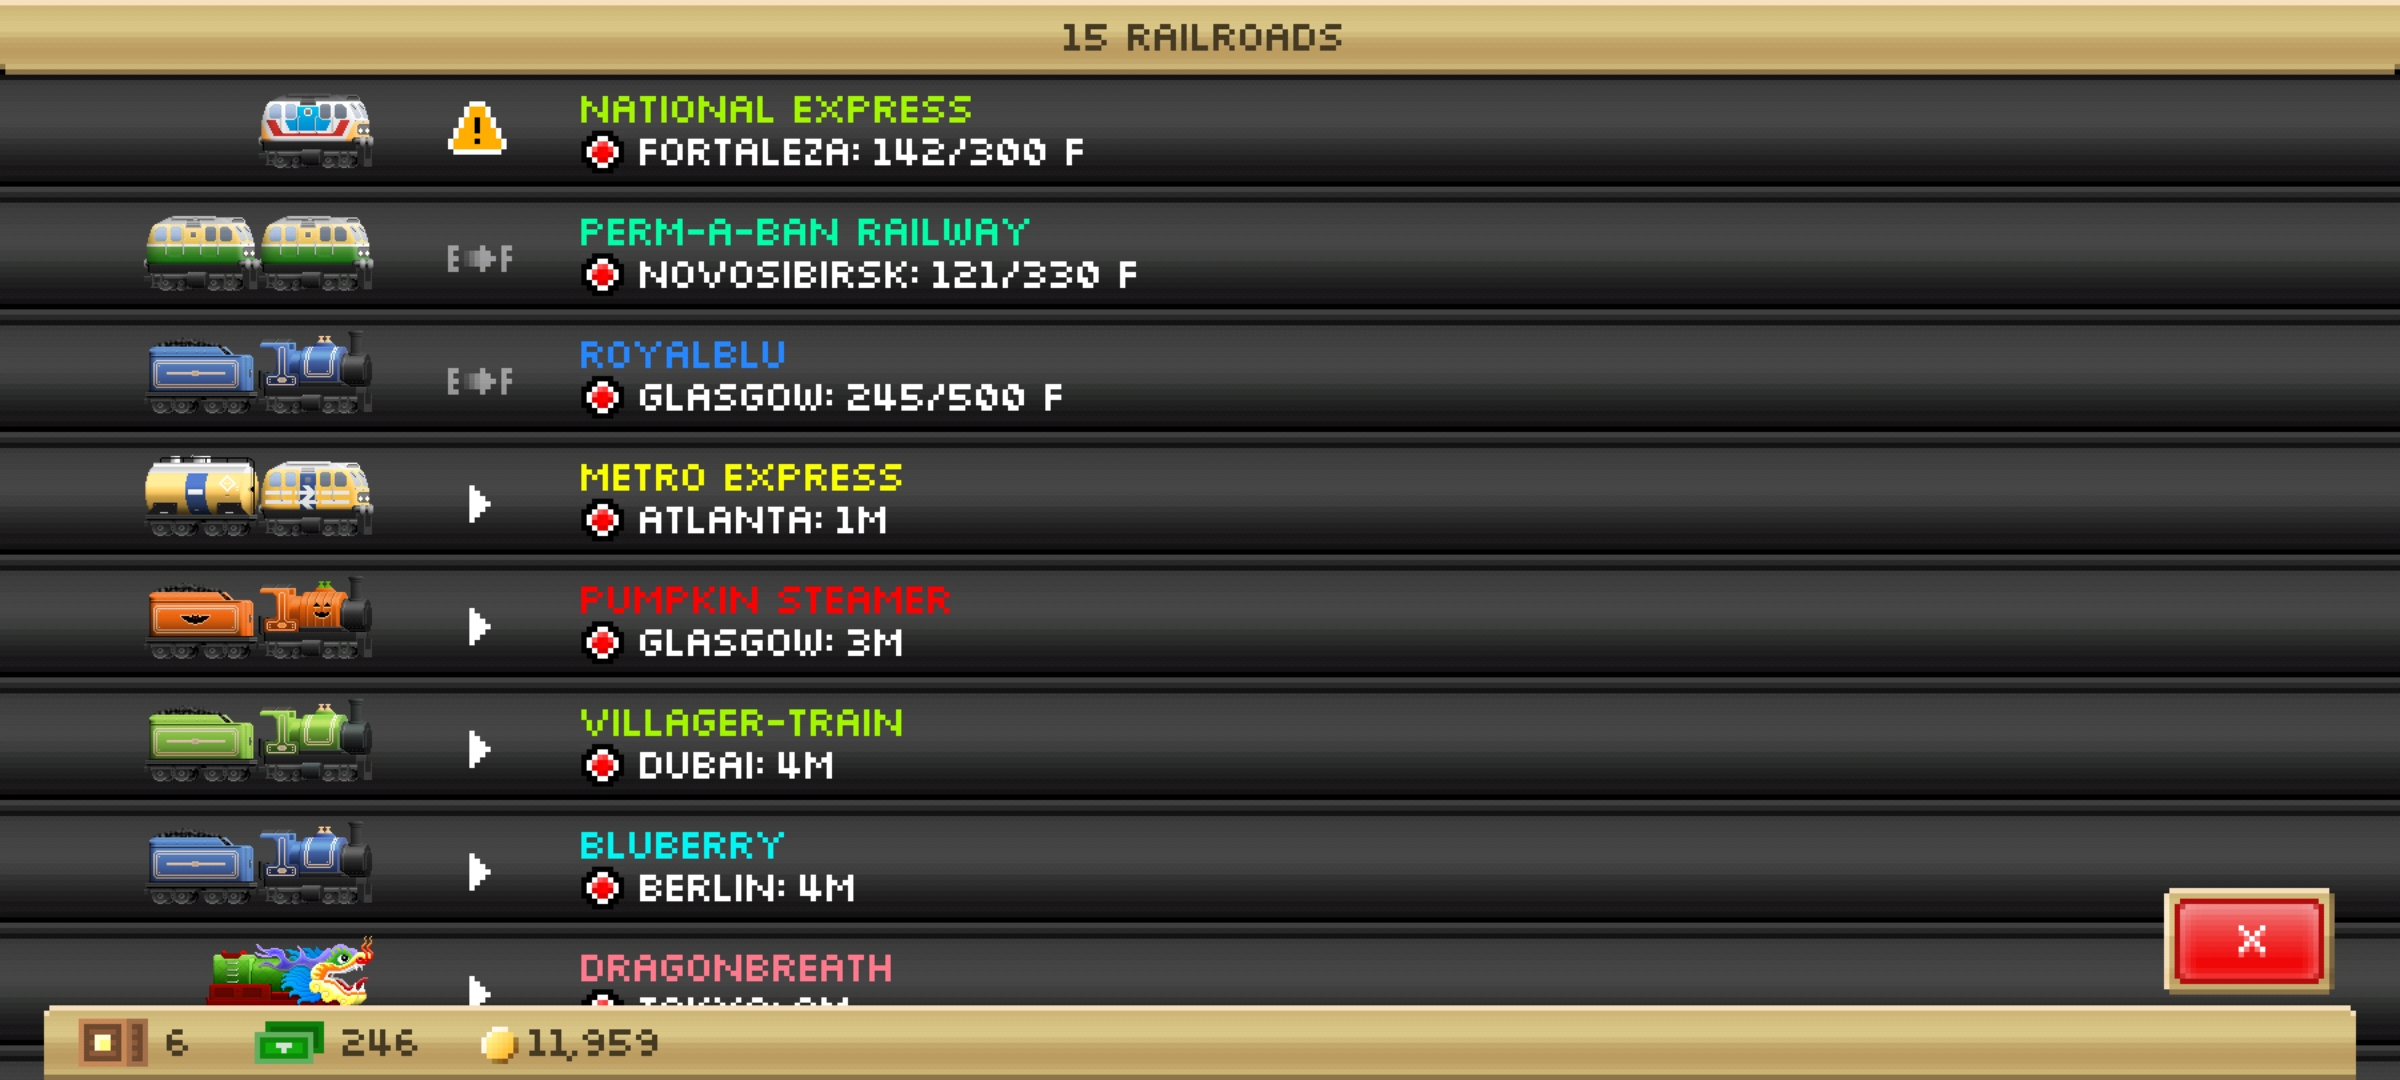 15 RAILROADS
NATIONAL EXPRESS
FORTALEZA: 142/300 F
PERM-A-BAN RAILWAY
E F
NOVOSIBIRSK: 121/330 F
ROYALBLU
E F
GLASGOW: 245/500 F
METRO EXPRESS
ATLANTA: 1M
PUMPKIN STEAMER
GLASGOW: 3M
VILLAGER-TRAIN
DUBAI: 4M
BLUBERRY
BERLIN: 4M
X
DRAGONBREATH
6 246 11,959